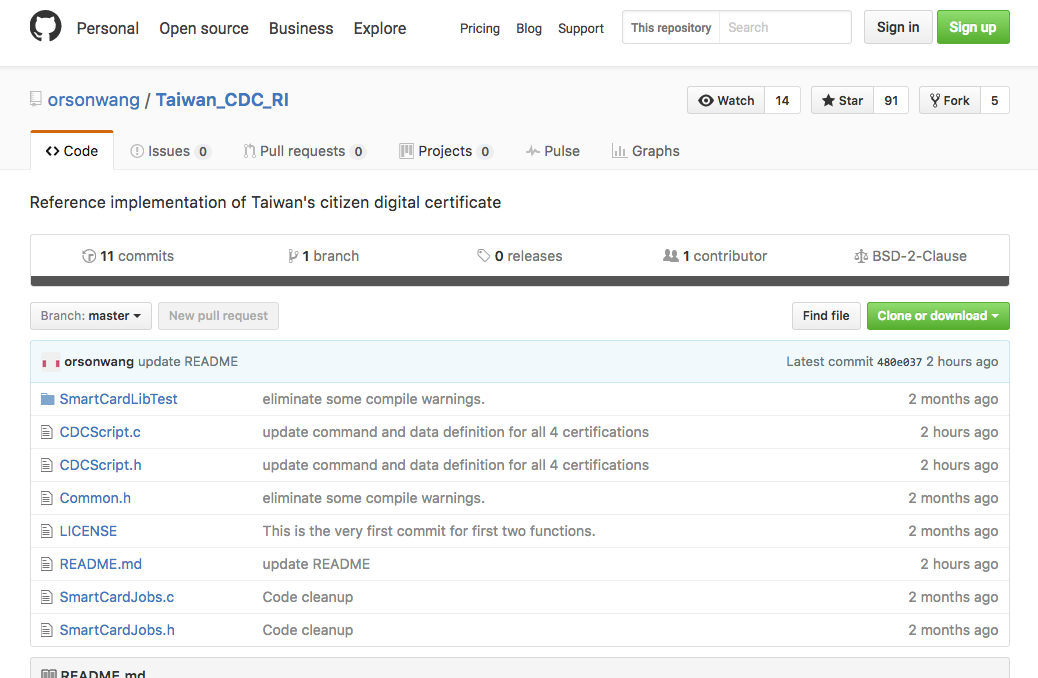 Personal Open source Business Explore Pricing Blog Support This repository Search Sign in Sign up
orsonwang / Taiwan_CDC_RI Watch 14 Star 91 Fork 5
Code Issues 0 Pull requests 0 Projects 0 Pulse Graphs
Reference implementation of Taiwan's citizen digital certificate
11 commits 1 branch 0 releases 1 contributor BSD-2-Clause
Branch: master New pull request Find file Clone or download
orsonwang update README Latest commit 480e037 2 hours ago
SmartCardLibTest eliminate some compile warnings. 2 months ago
CDCScript.c update command and data definition for all 4 certifications 2 hours ago
CDCScript.h update command and data definition for all 4 certifications 2 hours ago
Common.h eliminate some compile warnings. 2 months ago
LICENSE This is the very first commit for first two functions. 2 months ago
README.md update README 2 hours ago
SmartCardJobs.c Code cleanup 2 months ago
SmartCardJobs.h Code cleanup 2 months ago
README.md